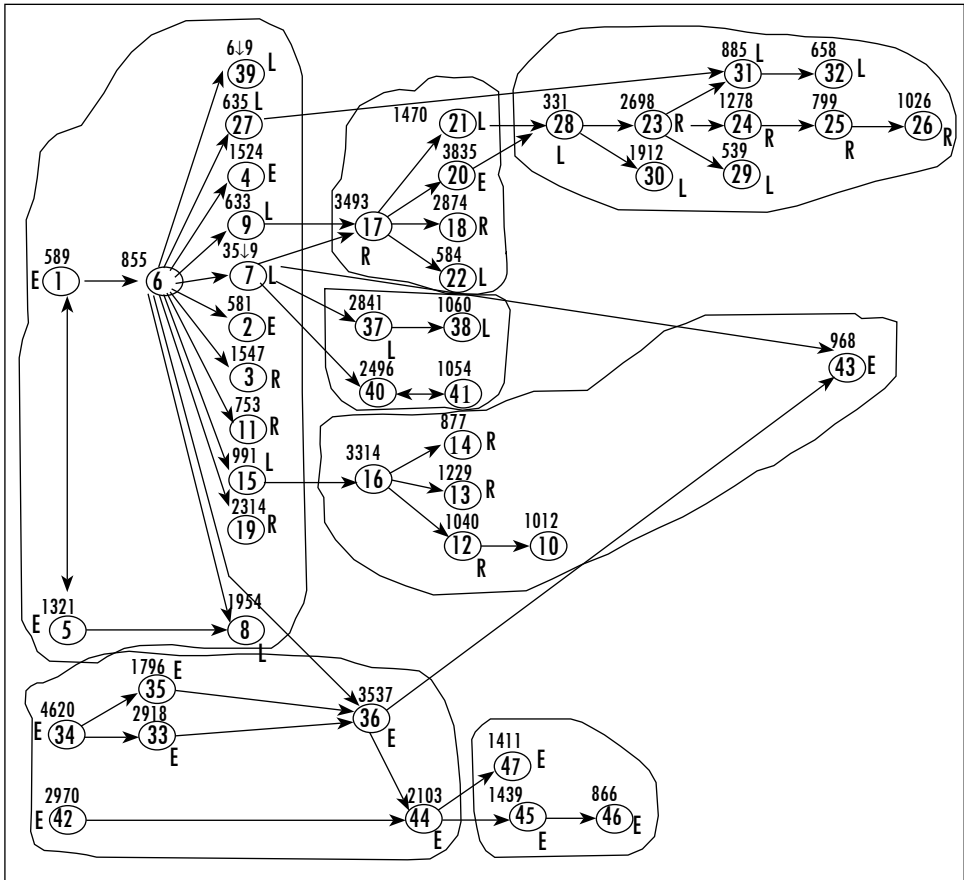 6↓9
39 L
635 L
27
1524
4 E
633 L
9
35↓9
7 L
589
E 1
855
6
581
2 E
1547
3 R
753
11 R
991 L
15
2314
19 R
1321
E 5
1954
8
L
1470
21 L
3835
20 E
3493
17
R
2874
18 R
584
22 L
331
28
L
2698
23 R
885 L
31
658
32 L
1278
24
R
799
25
R
1026
26 R
1912
30 L
539
29 L
2841
37
L
1060
38 L
2496
40
1054
41
968
43 E
3314
16
877
14 R
1229
13 R
1040
12
R
1012
10
1796 E
35
4620
E 34
2918
33
E
3537
36
E
2970
E 42
2103
44
E
1411
47 E
1439
45
E
866
46 E